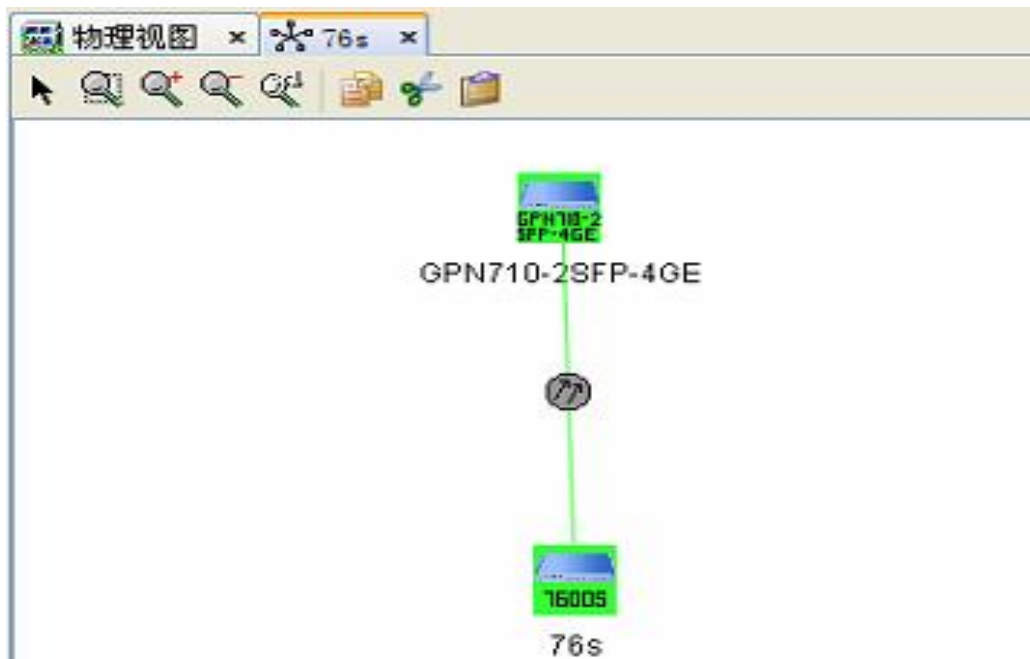 物理视图
76s
GPN710-2
SFP-4GE
GPN710-2SFP-4GE
7600S
76s